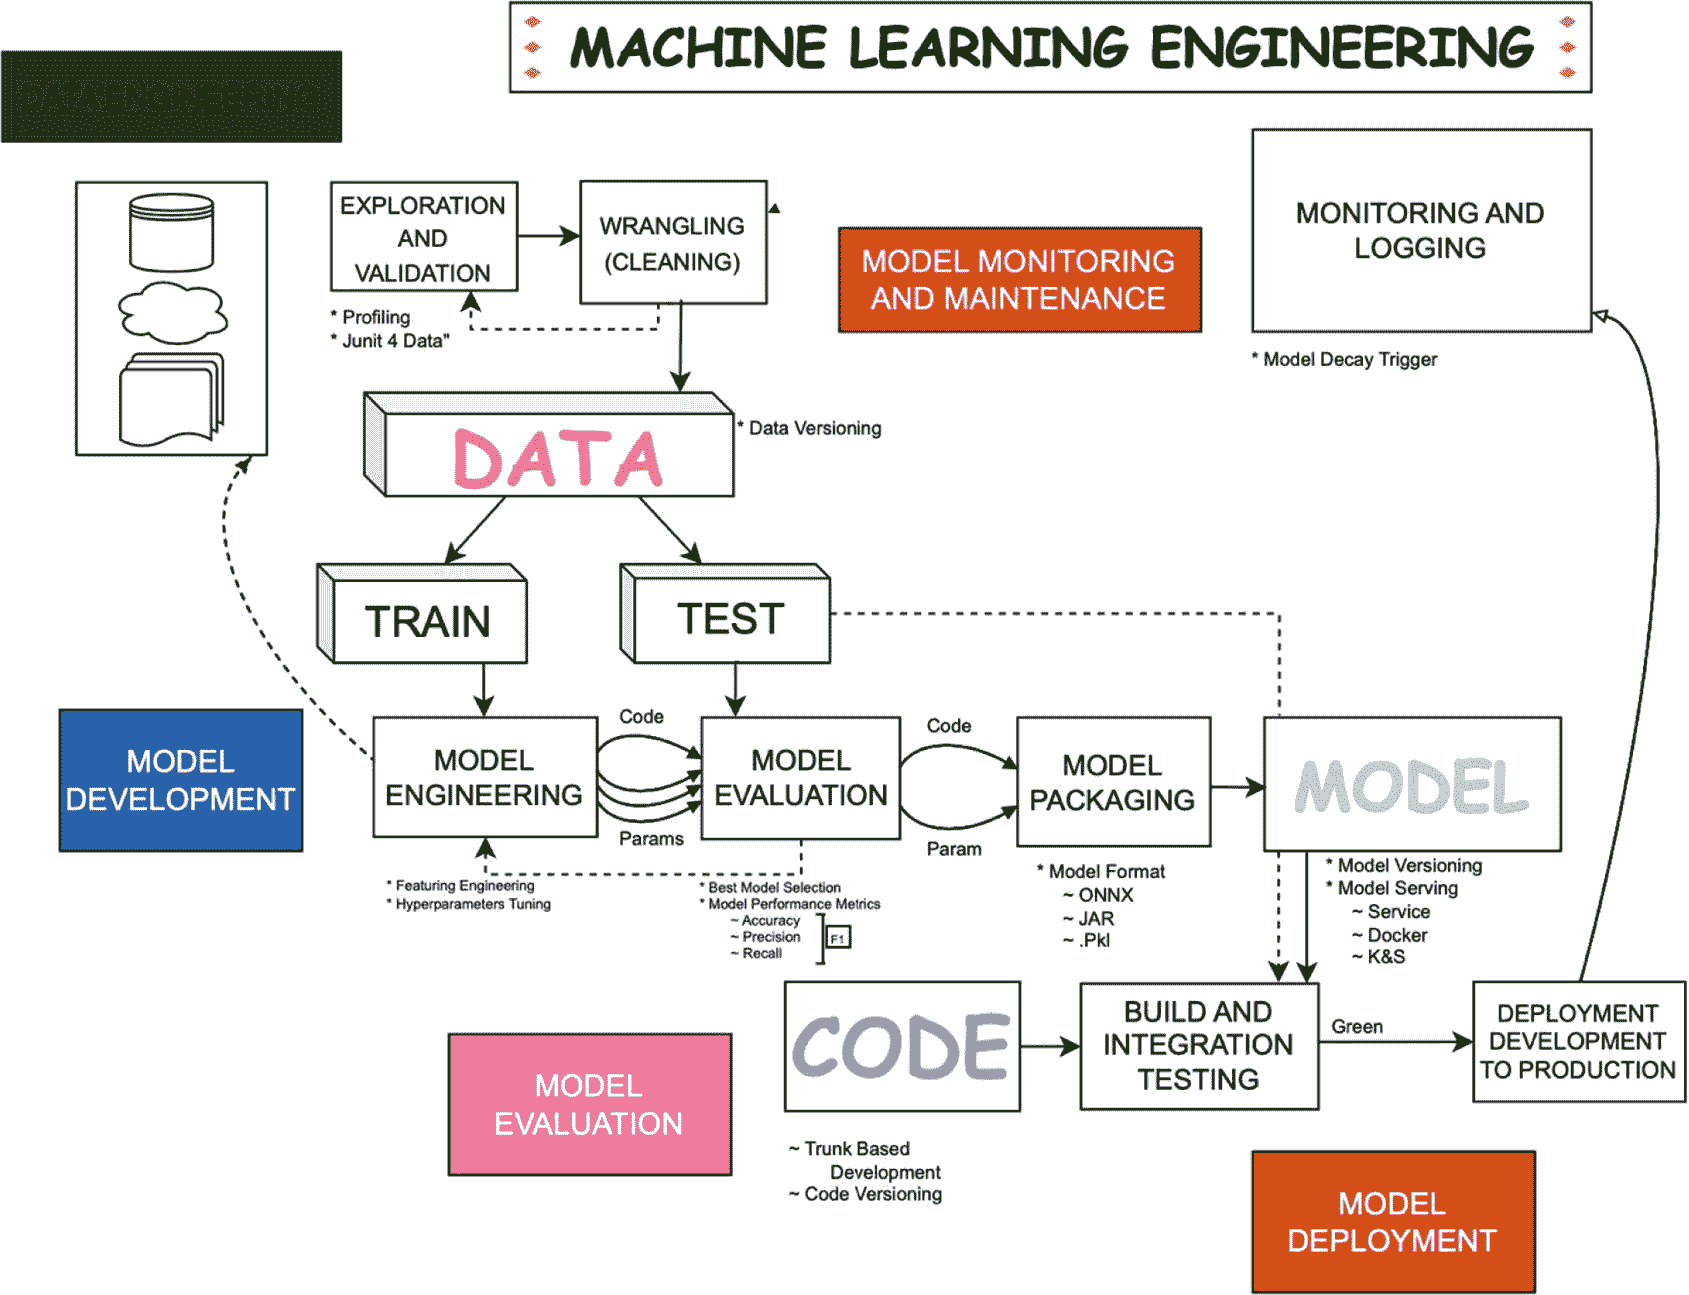 MACHINE LEARNING ENGINEERING
DATA ENGINEERING
EXPLORATION
AND
VALIDATION
* Profiling
* Junit 4 Data"
WRANGLING
(CLEANING)
MODEL MONITORING
AND MAINTENANCE
MONITORING AND
LOGGING
* Model Decay Trigger
DATA
* Data Versioning
TRAIN
TEST
MODEL
DEVELOPMENT
MODEL
ENGINEERING
Code
Params
* Featuring Engineering
* Hyperparameters Tuning
MODEL
EVALUATION
* Best Model Selection
* Model Performance Metrics
~ Accuracy
~ Precision
~ Recall
F1
Code
Param
MODEL
PACKAGING
* Model Format
~ ONNX
~ JAR
~ .Pkl
MODEL
* Model Versioning
* Model Serving
~ Service
~ Docker
~ K&S
CODE
~ Trunk Based
Development
~ Code Versioning
BUILD AND
INTEGRATION
TESTING
Green
DEPLOYMENT
DEVELOPMENT
TO PRODUCTION
MODEL
EVALUATION
MODEL
DEPLOYMENT